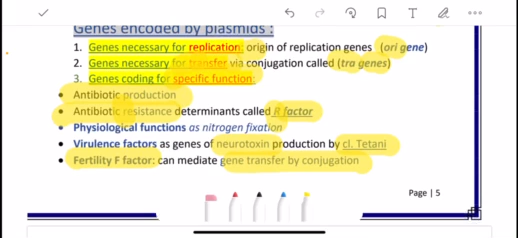 Genes encoded by plasmids :
1. Genes necessary for replication: origin of replication genes (ori gene)
2. Genes necessary for transfer via conjugation called (tra genes)
3. Genes coding for specific function:
• Antibiotic production
• Antibiotic resistance determinants called R factor
• Physiological functions as nitrogen fixation
• Virulence factors as genes of neurotoxin production by cl. Tetani
• Fertility F factor: can mediate gene transfer by conjugation
Page | 5